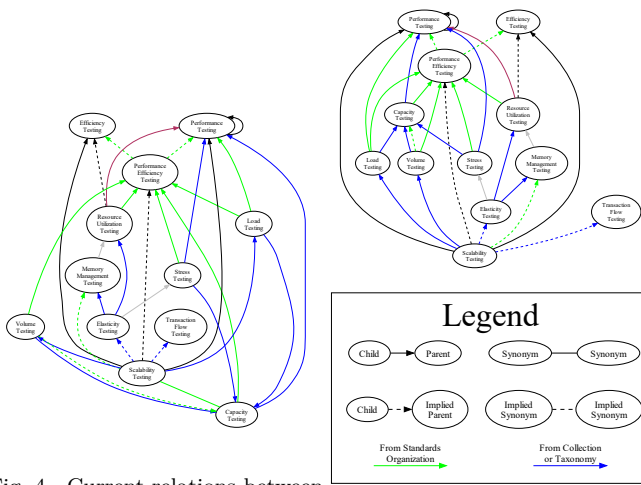 Efficiency
Testing
Performance
Testing
Performance
Efficiency
Testing
Resource
Utilization
Testing
Load
Testing
Memory
Management
Testing
Stress
Testing
Volume
Testing
Elasticity
Testing
Transaction
Flow
Testing
Scalability
Testing
Capacity
Testing
Performance
Testing
Efficiency
Testing
Performance
Efficiency
Testing
Capacity
Testing
Resource
Utilization
Testing
Load
Testing
Volume
Testing
Stress
Testing
Memory
Management
Testing
Elasticity
Testing
Transaction
Flow
Testing
Scalability
Testing
Legend
Child Parent Synonym Synonym
Child Implied
Parent
Implied
Synonym
Implied
Synonym
From Standards
Organization
From Collection
or Taxonomy
Fig. 4. Current relations between